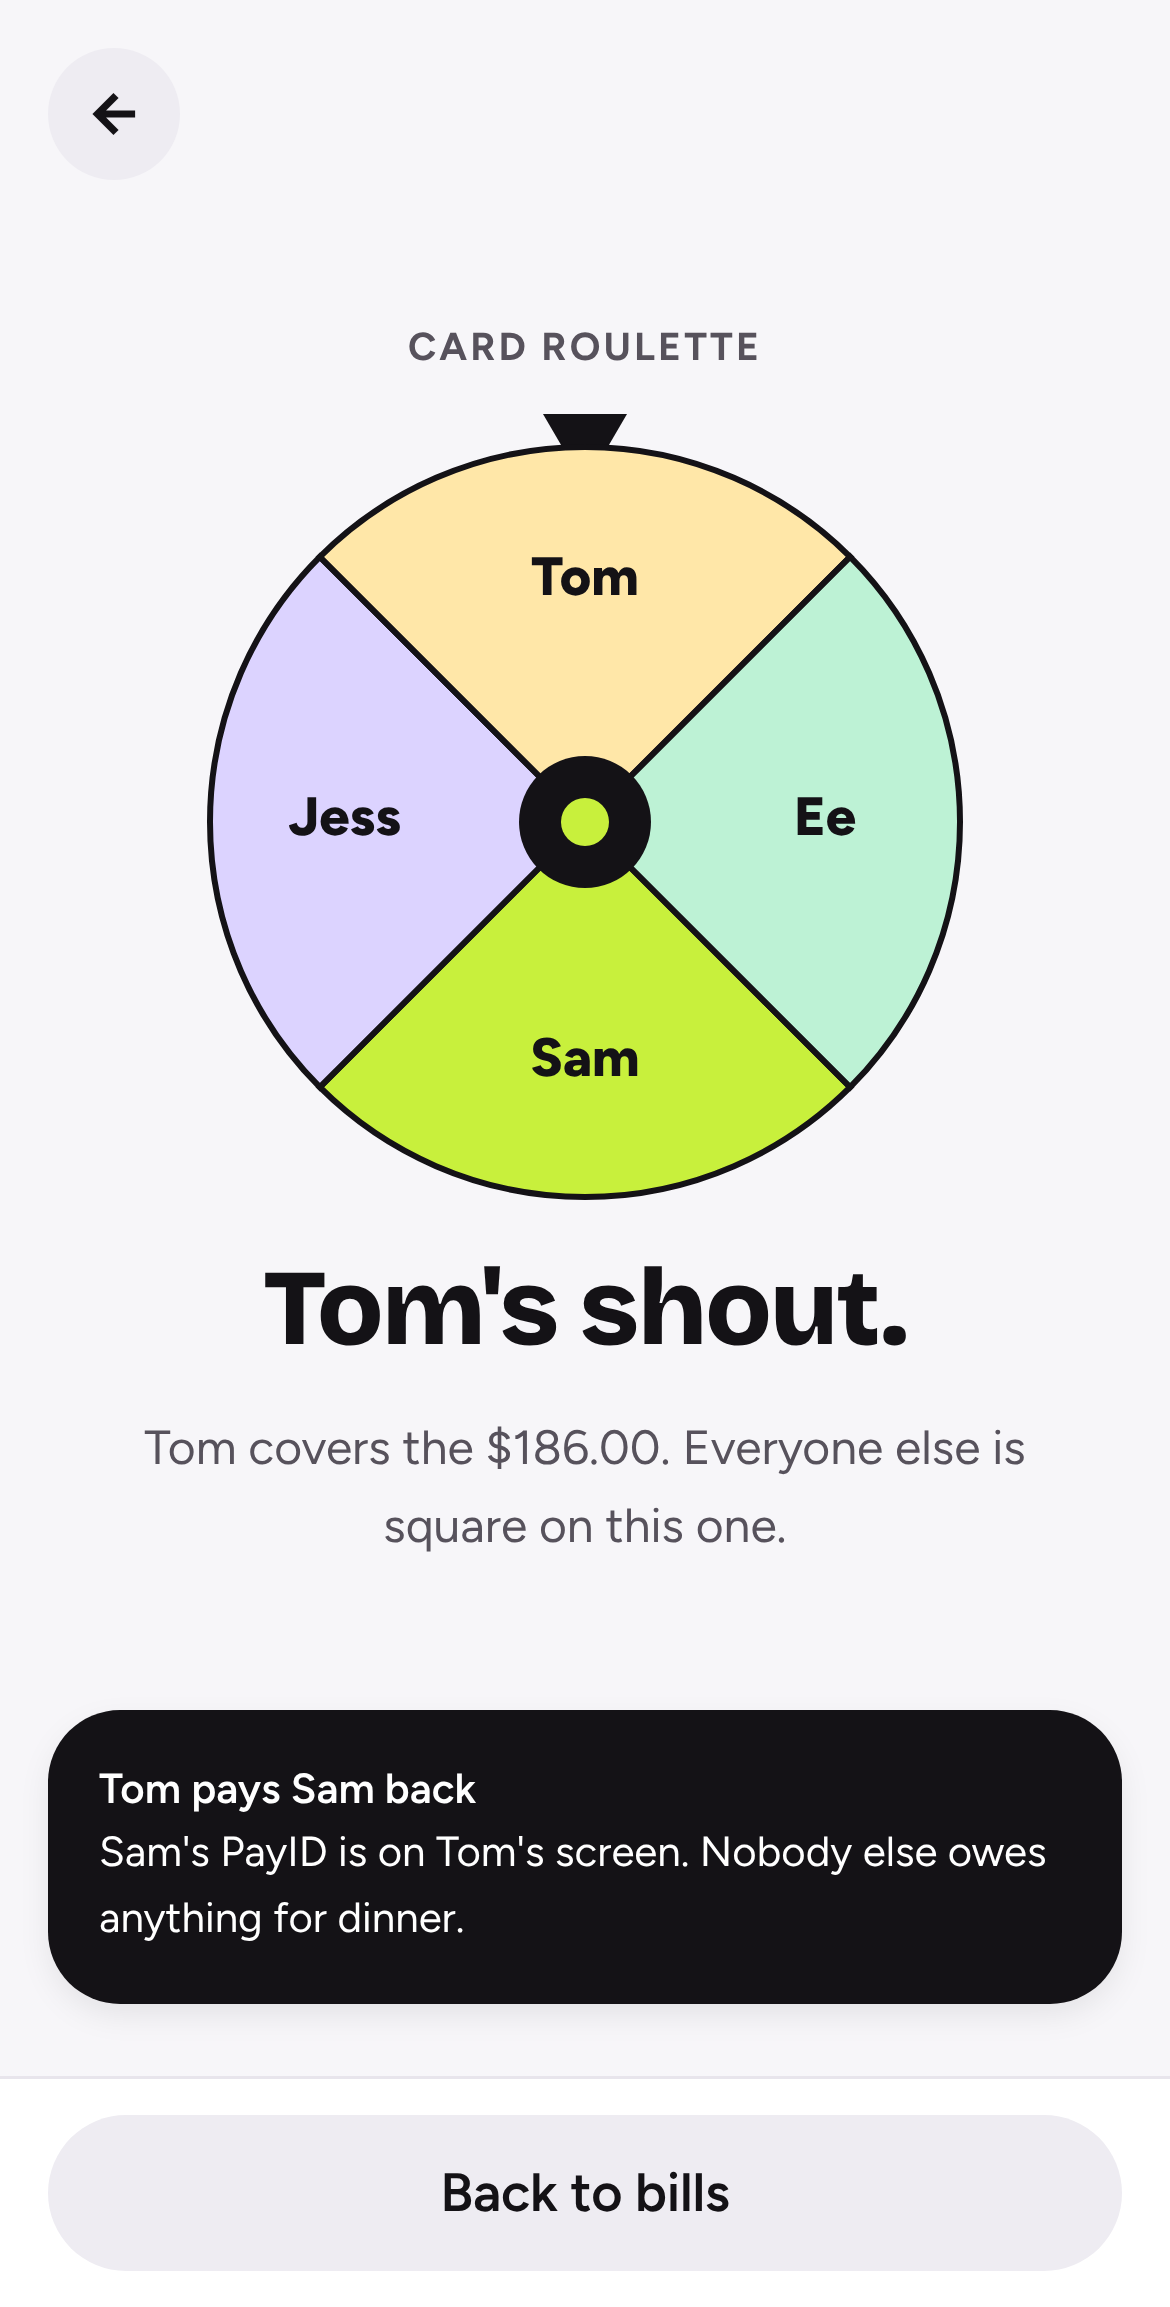 CARD ROULETTE
Tom
Jess
Ee
Sam
Tom's shout.
Tom covers the $186.00. Everyone else is
square on this one.
Tom pays Sam back
Sam's PayID is on Tom's screen. Nobody else owes
anything for dinner.
Back to bills